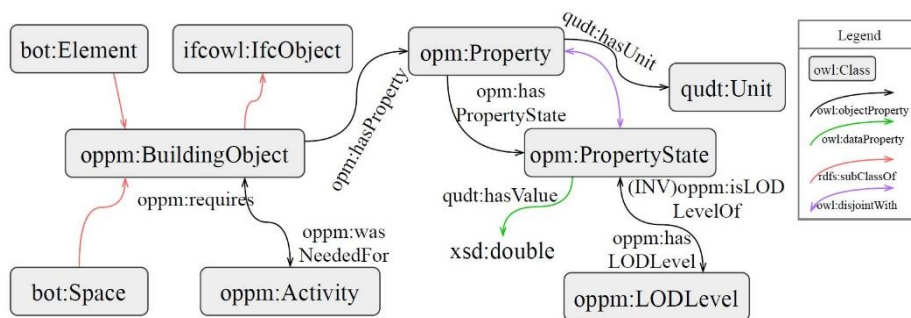 bot:Element
ifcowl:IfcObject
opm:Property
qudt:hasUnit
qudt:Unit
opm:hasProperty
opm:has
PropertyState
oppm:BuildingObject
opm:PropertyState
oppm:requires
qudt:hasValue
(INV)oppm:isLOD
LevelOf
oppm:was
NeededFor
xsd:double
oppm:has
LODLevel
bot:Space
oppm:Activity
oppm:LODLevel
Legend
owl:Class
owl:objectProperty
owl:dataProperty
rdfs:subClassOf
owl:disjointWith